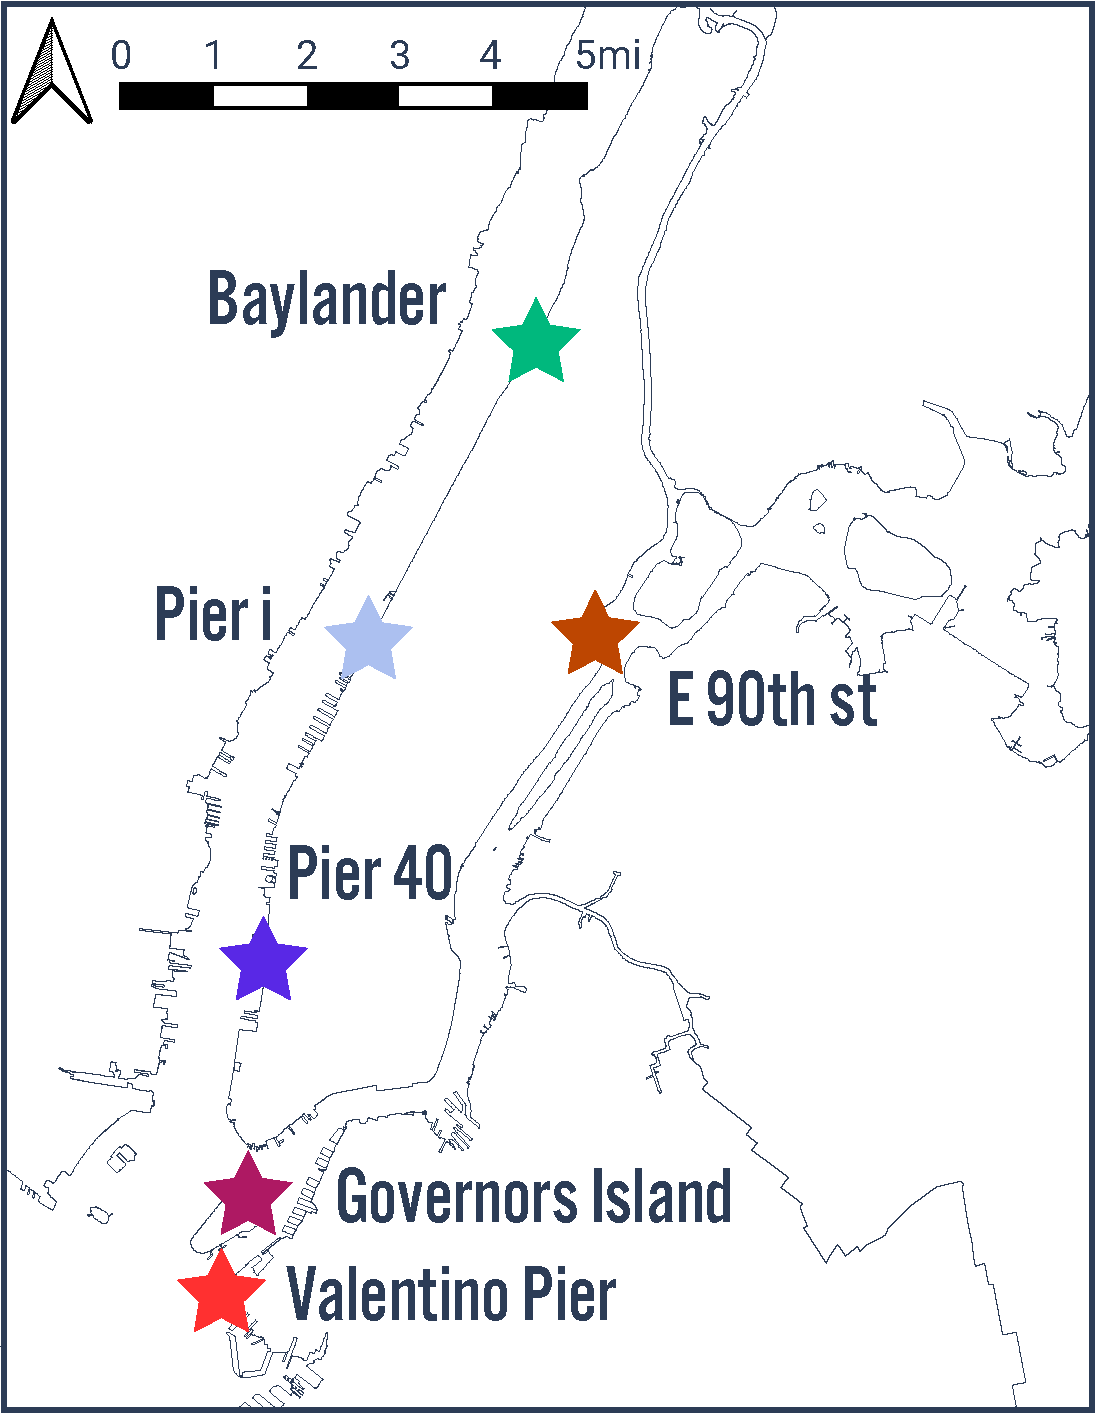 0 1 2 3 4 5mi
Baylander
Pier i
E 90th st
Pier 40
Governors Island
Valentino Pier